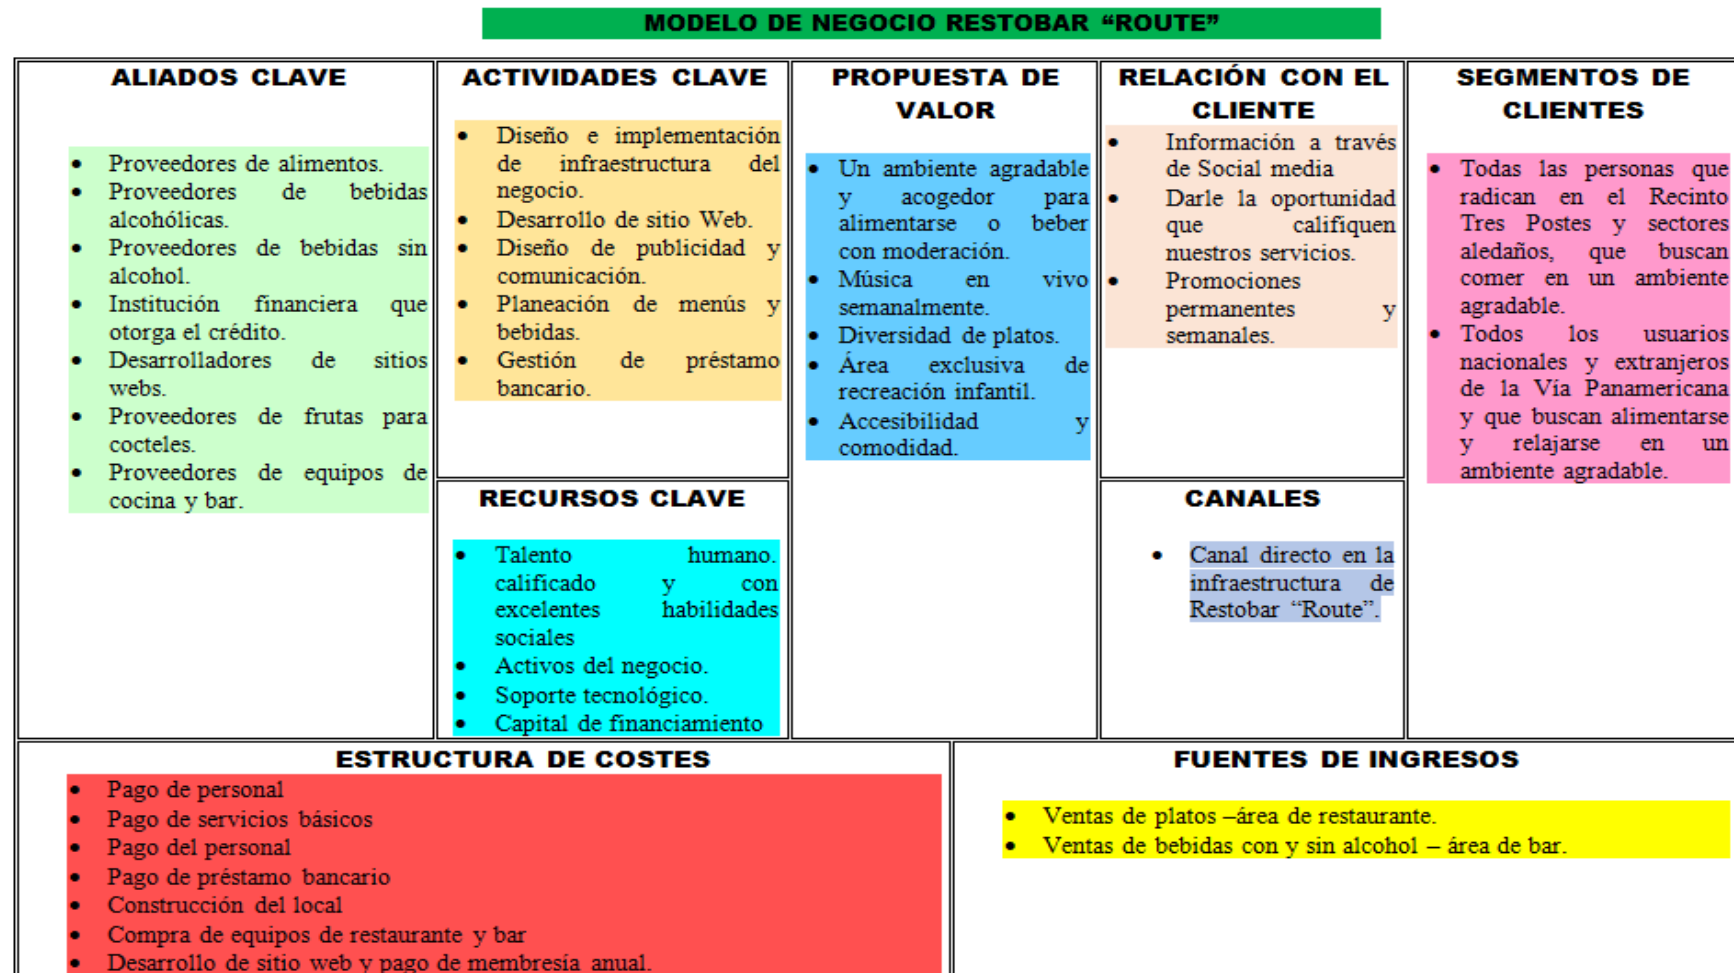 MODELO DE NEGOCIO RESTOBAR “ROUTE”
ALIADOS CLAVE
• Proveedores de alimentos.
• Proveedores de bebidas
alcohólicas.
• Proveedores de bebidas sin
alcohol.
• Institución financiera que
otorga el crédito.
• Desarrolladores de sitios
webs.
• Proveedores de frutas para
cocteles.
• Proveedores de equipos de
cocina y bar.
ACTIVIDADES CLAVE
• Diseño e implementación
de infraestructura del
negocio.
• Desarrollo de sitio Web.
• Diseño de publicidad y
comunicación.
• Planeación de menús y
bebidas.
• Gestión de préstamo
bancario.
RECURSOS CLAVE
• Talento humano.
calificado y con
excelentes habilidades
sociales
• Activos del negocio.
• Soporte tecnológico.
• Capital de financiamiento
PROPUESTA DE
VALOR
• Un ambiente agradable
y acogedor para
alimentarse o beber
con moderación.
• Música en vivo
semanalmente.
• Diversidad de platos.
• Área exclusiva de
recreación infantil.
• Accesibilidad y
comodidad.
RELACIÓN CON EL
CLIENTE
• Información a través
de Social media
• Darle la oportunidad
que califiquen
nuestros servicios.
• Promociones
permanentes y
semanales.
CANALES
• Canal directo en la
infraestructura de
Restobar “Route”.
SEGMENTOS DE
CLIENTES
• Todas las personas que
radican en el Recinto
Tres Postes y sectores
aledaños, que buscan
comer en un ambiente
agradable.
• Todos los usuarios
nacionales y extranjeros
de la Vía Panamericana
y que buscan alimentarse
y relajarse en un
ambiente agradable.
ESTRUCTURA DE COSTES
• Pago de personal
• Pago de servicios básicos
• Pago del personal
• Pago de préstamo bancario
• Construcción del local
• Compra de equipos de restaurante y bar
• Desarrollo de sitio web y pago de membresía anual.
FUENTES DE INGRESOS
• Ventas de platos –área de restaurante.
• Ventas de bebidas con y sin alcohol – área de bar.